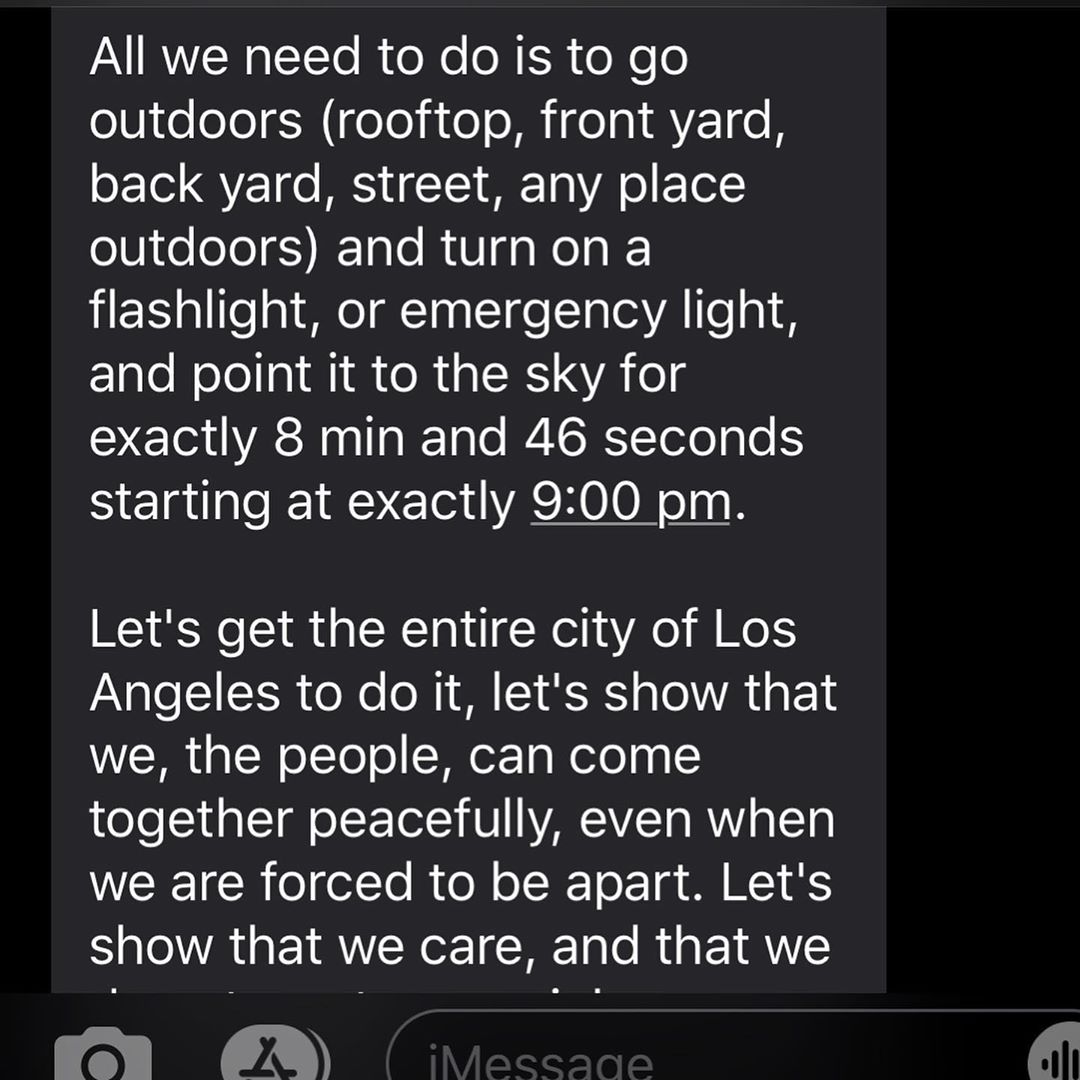 All we need to do is to go
outdoors (rooftop, front yard,
back yard, street, any place
outdoors) and turn on a
flashlight, or emergency light,
and point it to the sky for
exactly 8 min and 46 seconds
starting at exactly 9:00 pm.
Let's get the entire city of Los
Angeles to do it, let's show that
we, the people, can come
together peacefully, even when
we are forced to be apart. Let's
show that we care, and that we
iMessage